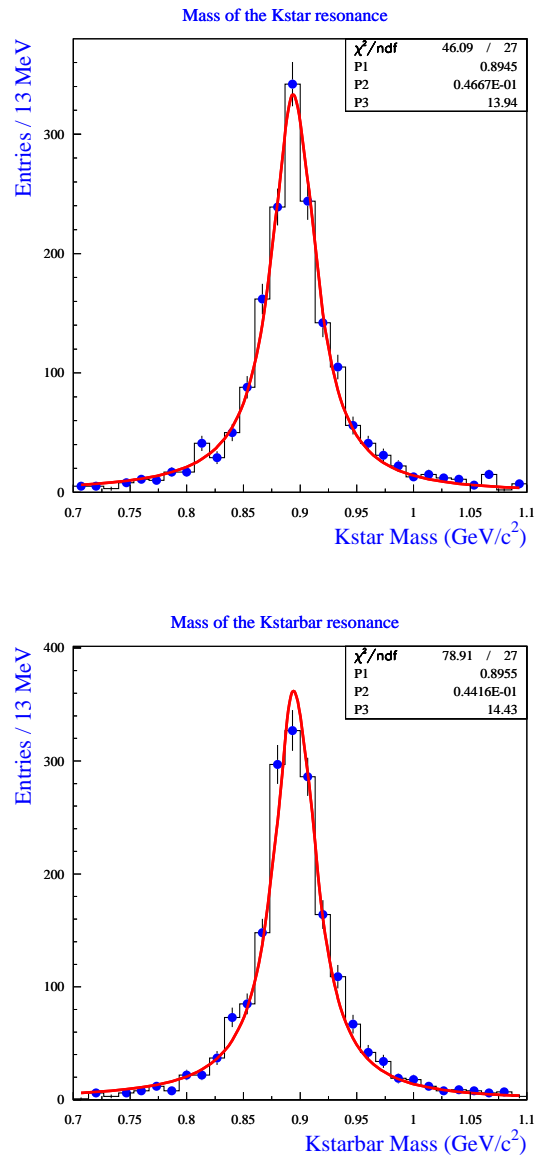 Mass of the Kstar resonance
χ²/ndf 46.09 / 27
P1 0.8945
P2 0.4667E-01
P3 13.94
Entries / 13 MeV
300
200
100
0
0.7 0.75 0.8 0.85 0.9 0.95 1 1.05 1.1
Kstar Mass (GeV/c²)
Mass of the Kstarbar resonance
χ²/ndf 78.91 / 27
P1 0.8955
P2 0.4416E-01
P3 14.43
Entries / 13 MeV
400
300
200
100
0
0.7 0.75 0.8 0.85 0.9 0.95 1 1.05 1.1
Kstarbar Mass (GeV/c²)